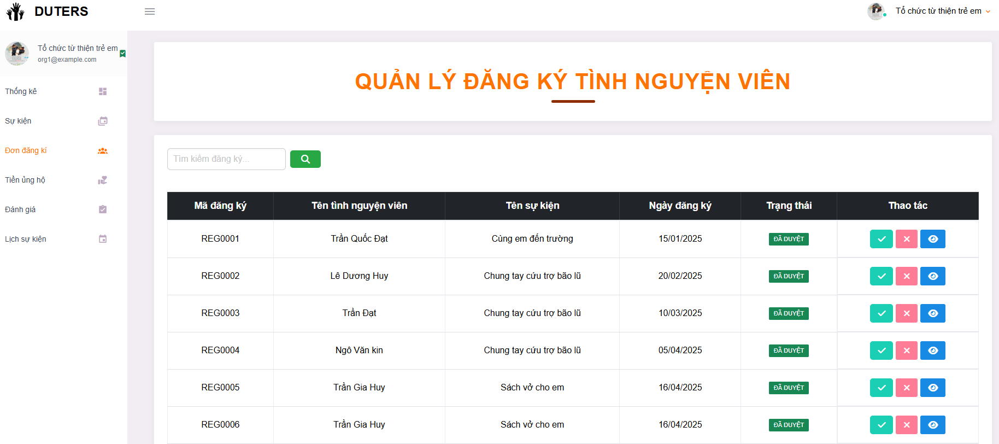 DUTERS
Tổ chức từ thiện trẻ em
Tổ chức từ thiện trẻ em
org1@example.com
Thống kê
Sự kiện
Đơn đăng kí
Tiền ủng hộ
Đánh giá
Lịch sự kiện
QUẢN LÝ ĐĂNG KÝ TÌNH NGUYỆN VIÊN
Tìm kiếm đăng ký...
Mã đăng ký Tên tình nguyện viên Tên sự kiện Ngày đăng ký Trạng thái Thao tác
REG0001 Trần Quốc Đạt Cùng em đến trường 15/01/2025 ĐÃ DUYỆT
REG0002 Lê Dương Huy Chung tay cứu trợ bão lũ 20/02/2025 ĐÃ DUYỆT
REG0003 Trần Đạt Chung tay cứu trợ bão lũ 10/03/2025 ĐÃ DUYỆT
REG0004 Ngô Văn kin Chung tay cứu trợ bão lũ 05/04/2025 ĐÃ DUYỆT
REG0005 Trần Gia Huy Sách vở cho em 16/04/2025 ĐÃ DUYỆT
REG0006 Trần Gia Huy Sách vở cho em 16/04/2025 ĐÃ DUYỆT